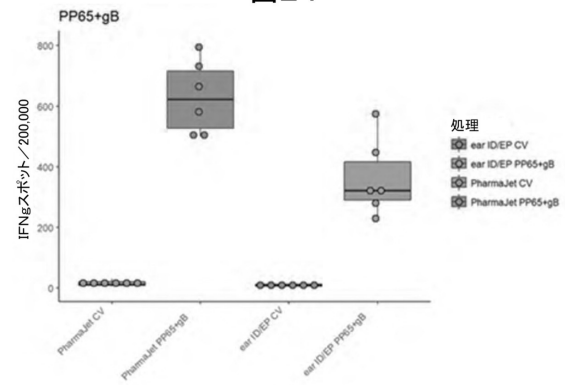 PP65+gB
IFNgスポット／200,000
800
600
400
200
0
PharmaJet CV
PharmaJet PP65+gB
ear ID/EP CV
ear ID/EP PP65+gB
処理
ear ID/EP CV
ear ID/EP PP65+gB
PharmaJet CV
PharmaJet PP65+gB